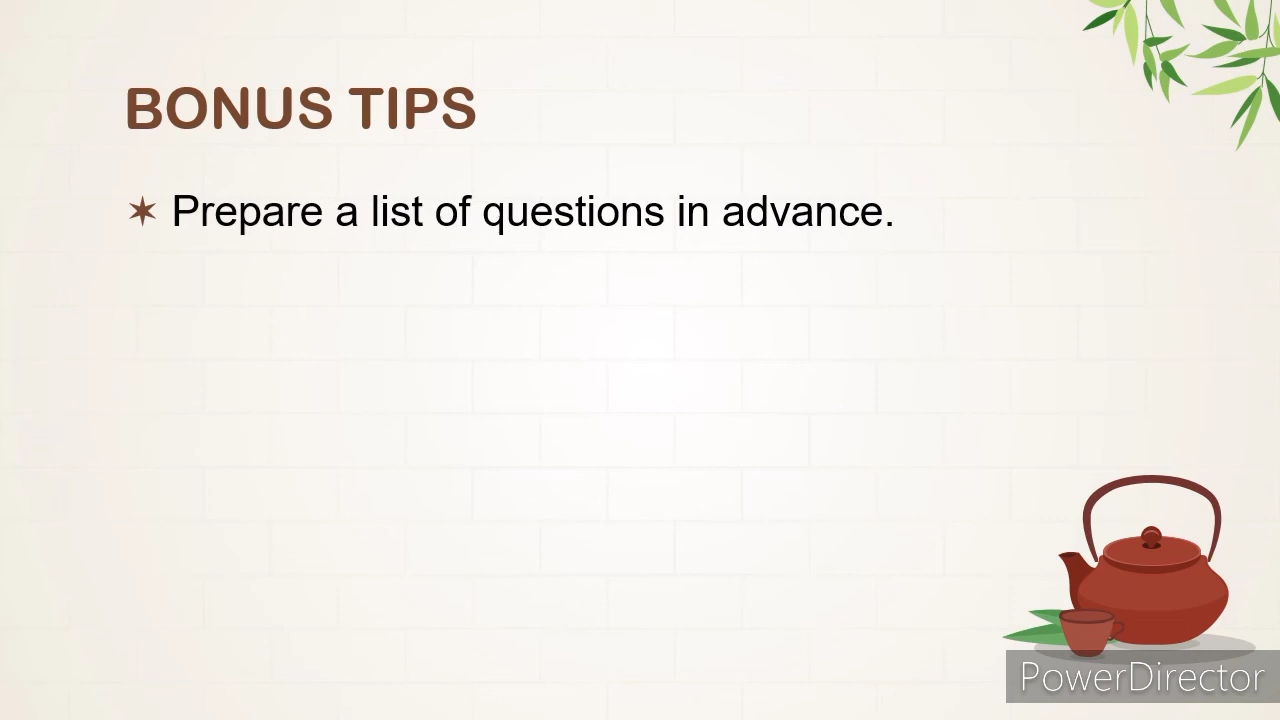 BONUS TIPS
✶ Prepare a list of questions in advance.
PowerDirector